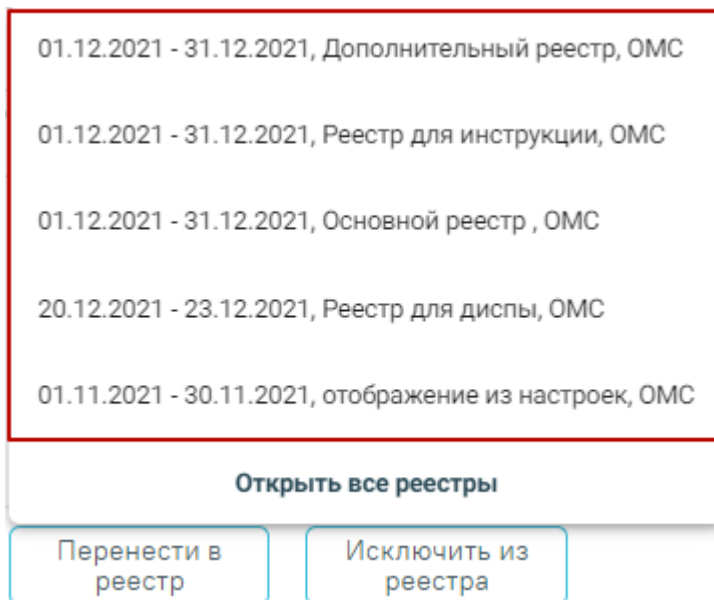 01.12.2021 - 31.12.2021, Дополнительный реестр, ОМС
01.12.2021 - 31.12.2021, Реестр для инструкции, ОМС
01.12.2021 - 31.12.2021, Основной реестр , ОМС
20.12.2021 - 23.12.2021, Реестр для диспы, ОМС
01.11.2021 - 30.11.2021, отображение из настроек, ОМС
Открыть все реестры
Перенести в
реестр
Исключить из
реестра